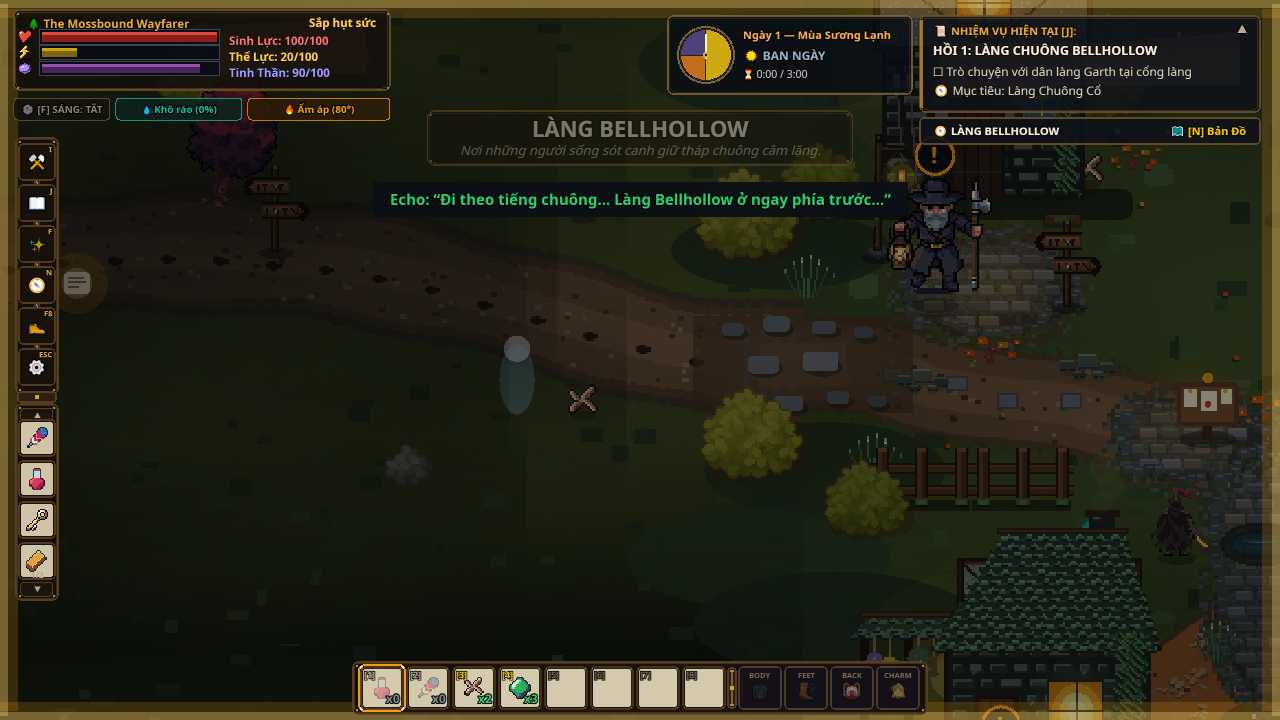 The Mossbound Wayfarer
Sắp hụt sức
Sinh Lực: 100/100
Thể Lực: 20/100
Tinh Thần: 90/100
[F] SÁNG: TẮT
Khô ráo (0%)
Ấm áp (80°)
Ngày 1 — Mùa Sương Lạnh
BAN NGÀY
0:00 / 3:00
NHIỆM VỤ HIỆN TẠI [J]:
HỒI 1: LÀNG CHUÔNG BELLHOLLOW
☐ Trò chuyện với dân làng Garth tại cổng làng
Mục tiêu: Làng Chuông Cổ
LÀNG BELLHOLLOW
[N] Bản Đồ
LÀNG BELLHOLLOW
Nơi những người sống sót canh giữ tháp chuông câm lặng.
Echo: “Đi theo tiếng chuông... Làng Bellhollow ở ngay phía trước...”
I
J
F
N
F8
ESC
[1] x0
[2] x0
[3] x2
[4] x3
[5]
[6]
[7]
[8]
BODY
FEET
BACK
CHARM